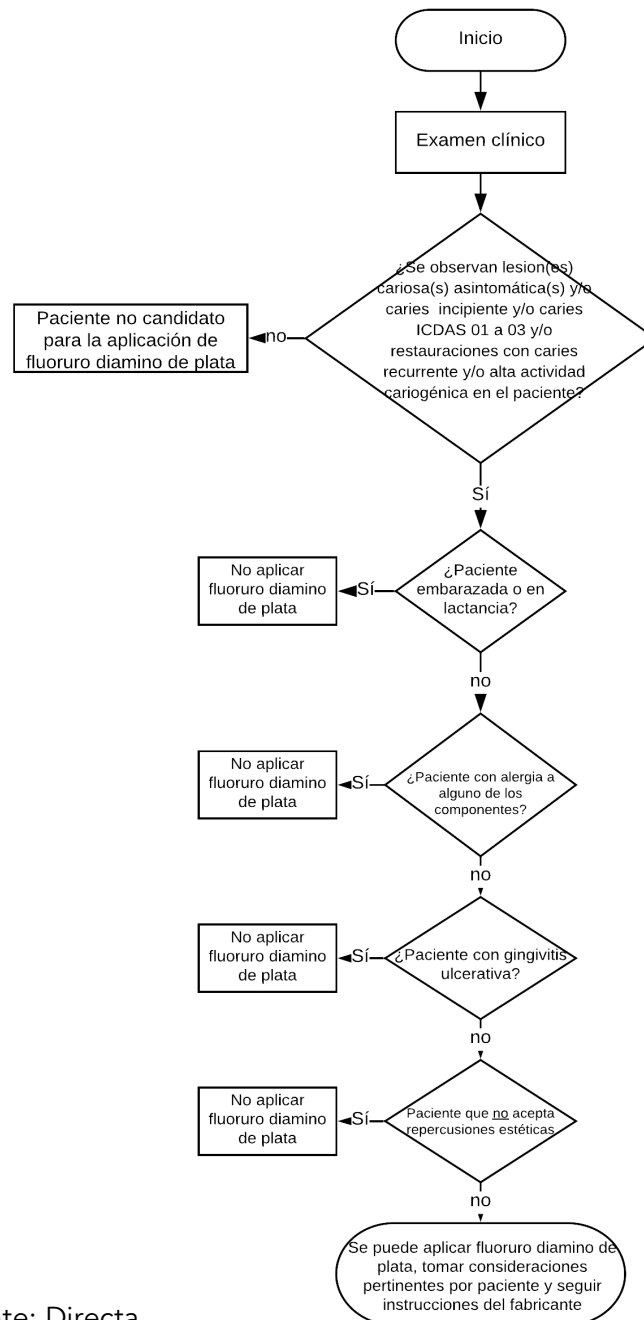 Inicio
Examen clínico
¿Se observan lesion(es)
cariosa(s) asintomática(s) y/o
caries incipiente y/o caries
ICDAS 01 a 03 y/o
restauraciones con caries
recurrente y/o alta actividad
cariogénica en el paciente?
no
Paciente no candidato
para la aplicación de
fluoruro diamino de plata
Sí
¿Paciente
embarazada o en
lactancia?
Sí
No aplicar
fluoruro diamino
de plata
no
¿Paciente con alergia a
alguno de los
componentes?
Sí
No aplicar
fluoruro diamino
de plata
no
¿Paciente con gingivitis
ulcerativa?
Sí
No aplicar
fluoruro diamino
de plata
no
Paciente que no acepta
repercusiones estéticas
Sí
No aplicar
fluoruro diamino
de plata
no
Se puede aplicar fluoruro diamino de
plata, tomar consideraciones
pertinentes por paciente y seguir
instrucciones del fabricante
Directa